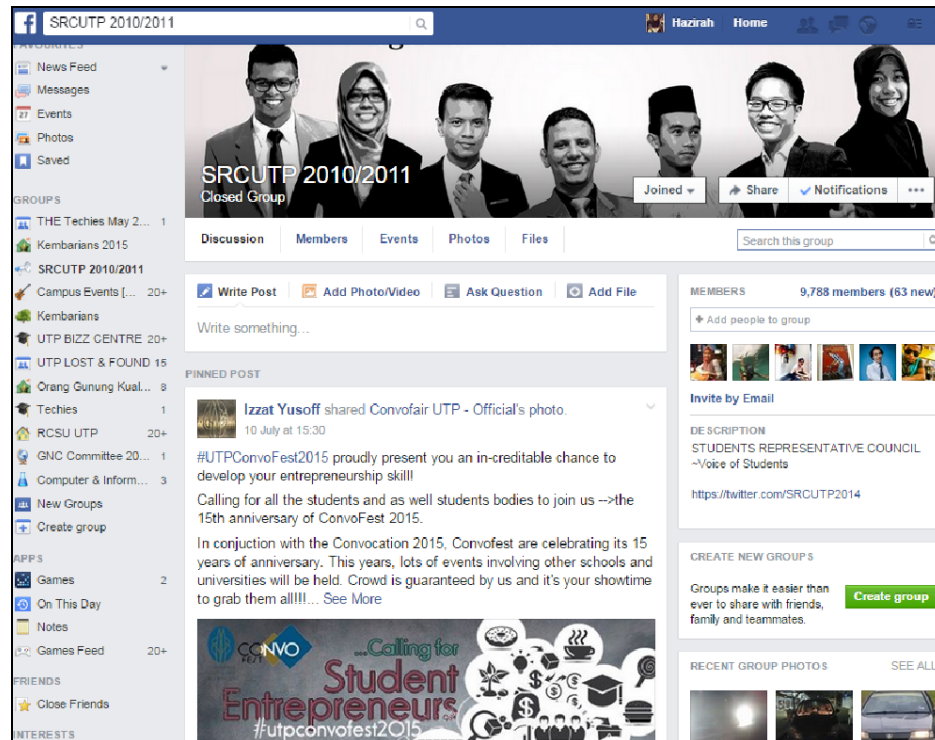 SRCUTP 2010/2011
Hazirah
Home
FAVOURITES
News Feed
Messages
27 Events
Photos
Saved
GROUPS
THE Techies May 2... 1
Kembarians 2015
SRCUTP 2010/2011
Campus Events [... 20+
Kembarians
UTP BIZZ CENTRE 20+
UTP LOST & FOUND 15
Orang Gunung Kual... 8
Techies 1
RCSU UTP 20+
GNC Committee 20... 1
Computer & Inform... 3
New Groups
Create group
APPS
Games 2
On This Day
Notes
Games Feed 20+
FRIENDS
Close Friends
INTERESTS
SRCUTP 2010/2011
Closed Group
Joined
Share
Notifications
Discussion Members Events Photos Files
Search this group
Write Post Add Photo/Video Ask Question Add File
Write something...
PINNED POST
Izzat Yusoff shared Convofair UTP - Official's photo.
10 July at 15:30
#UTPConvoFest2015 proudly present you an in-creditable chance to
develop your entrepreneurship skill!
Calling for all the students and as well students bodies to join us -->the
15th anniversary of ConvoFest 2015.
In conjuction with the Convocation 2015, Convofest are celebrating its 15
years of anniversary. This years, lots of events involving other schools and
universities will be held. Crowd is guaranteed by us and it's your showtime
to grab them all!!!!... See More
CONVO
FEST
...Calling for
Student
Entrepreneurs
#utpconvofest2015
MEMBERS 9,788 members (63 new)
+ Add people to group
Invite by Email
DESCRIPTION
STUDENTS REPRESENTATIVE COUNCIL
~Voice of Students
https://twitter.com/SRCUTP2014
CREATE NEW GROUPS
Groups make it easier than
ever to share with friends,
family and teammates.
Create group
RECENT GROUP PHOTOS SEE ALL